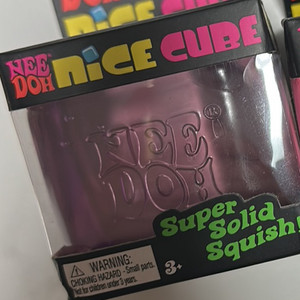 NEE DOH NiCE CUBE
NEE
DOH
Super
Solid
Squish!
WARNING:
CHOKING HAZARD - Small parts.
Not for children under 3 years.
3+